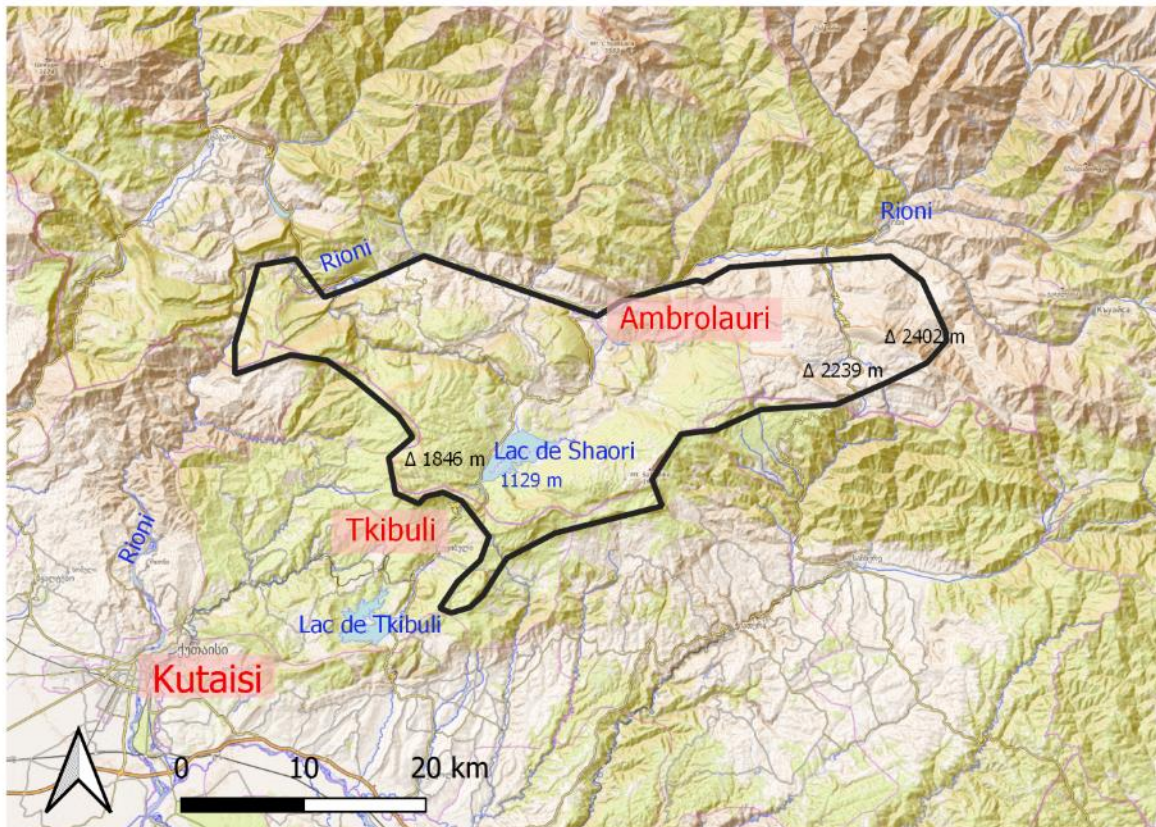 Rioni
Rioni
Ambrolauri
Δ 2402 m
Δ 2239 m
Lac de Shaori
1129 m
Δ 1846 m
Tkibuli
Rioni
Lac de Tkibuli
ქუთაისი
Kutaisi
0 10 20 km